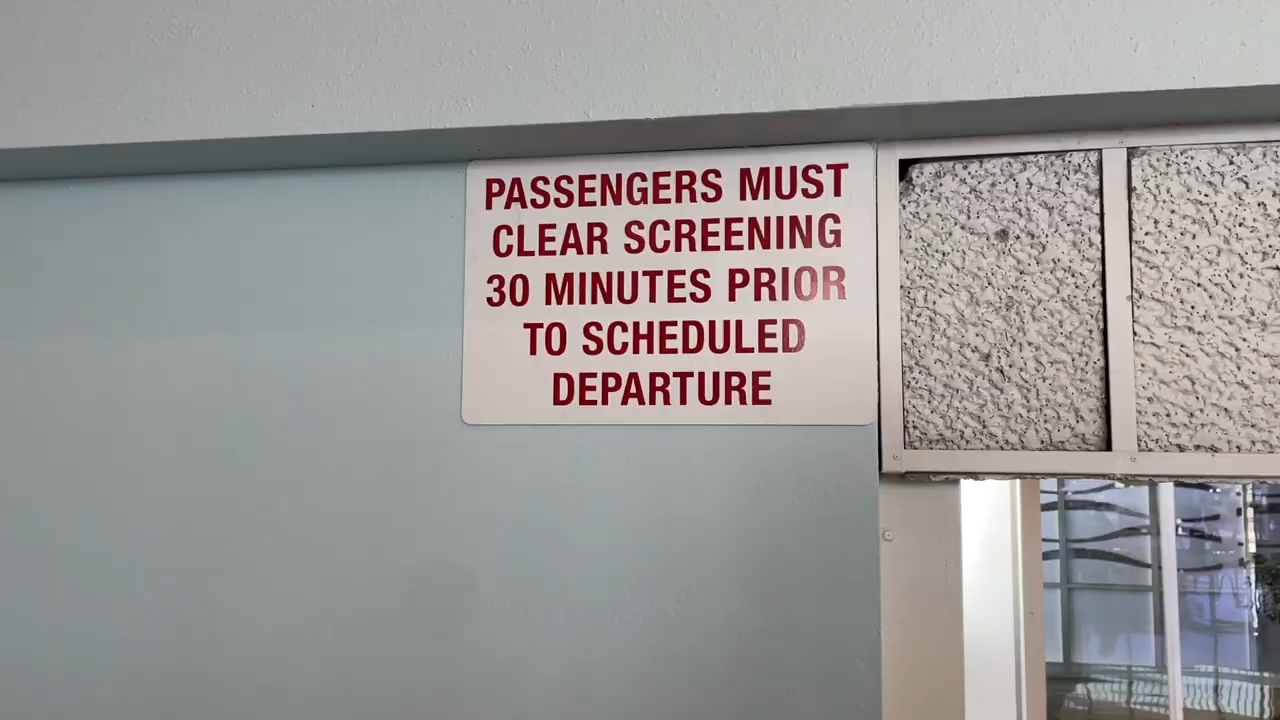 PASSENGERS MUST
CLEAR SCREENING
30 MINUTES PRIOR
TO SCHEDULED
DEPARTURE